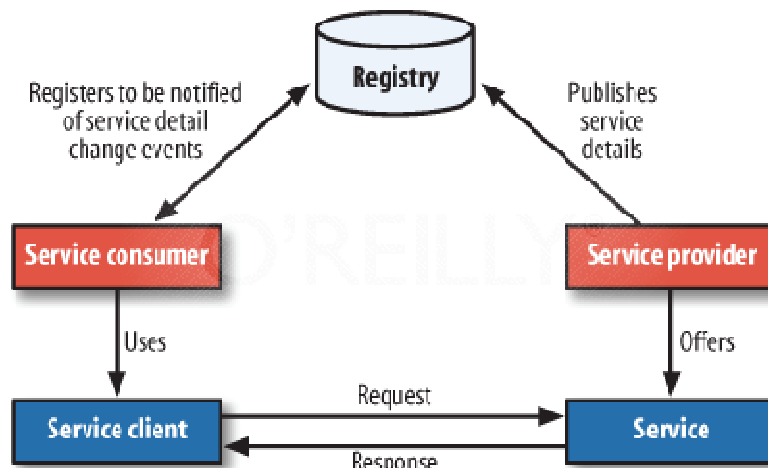 Registry
Registers to be notified
of service detail
change events
Publishes
service
details
O'REILLY®
Service consumer
Service provider
Uses
Offers
Request
Service client
Service
Response